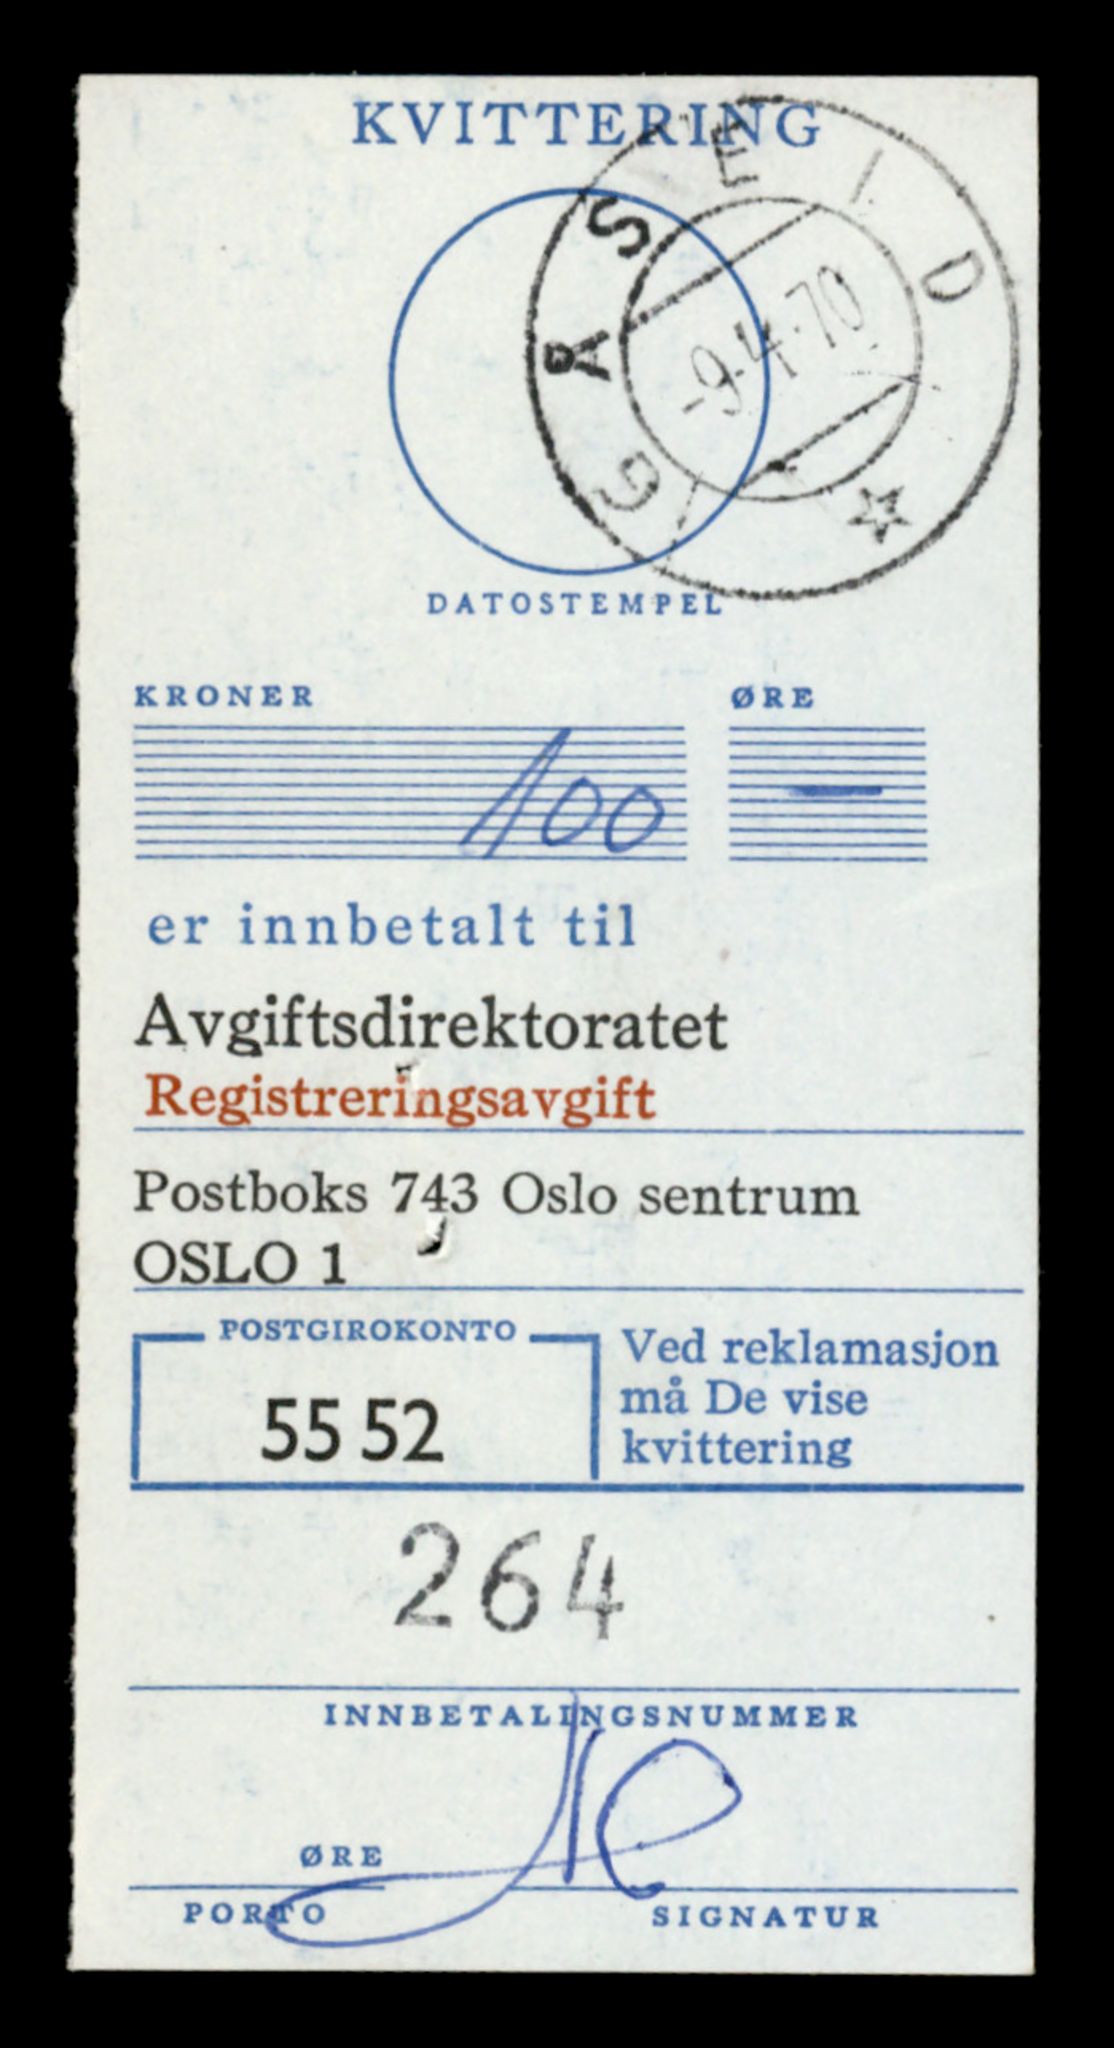 KVITTERING
GÅSEID
-9.4.70
DATOSTEMPEL
KRONER ØRE
100 —
er innbetalt til
Avgiftsdirektoratet
Registreringsavgift
Postboks 743 Oslo sentrum
OSLO 1
POSTGIROKONTO
55 52
Ved reklamasjon
må De vise
kvittering
264
INNBETALINGSNUMMER
ØRE
PORTO SIGNATUR